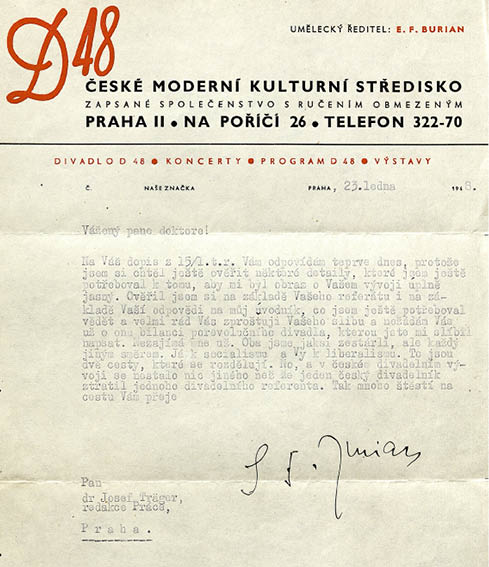 D 48
UMĚLECKÝ ŘEDITEL: E. F. BURIAN
ČESKÉ MODERNÍ KULTURNÍ STŘEDISKO
ZAPSANÉ SPOLEČENSTVO S RUČENÍM OBMEZENÝM
PRAHA II • NA POŘÍČÍ 26 • TELEFON 322-70
DIVADLO D 48 • KONCERTY • PROGRAM D 48 • VÝSTAVY
Č. NAŠE ZNAČKA PRAHA, 23.ledna 1948.
Vážený pane doktore!
Na Váš dopis z 15/1.t.r. Vám odpovídám teprve dnes, protože
jsem si chtěl ještě ověřit některé detaily, které jsem ještě
potřeboval k tomu, aby mi byl obraz o Vašem vývoji úplně
jasný. Ověřil jsem si na základě Vašeho referátu i na zá-
kladě Vaší odpovědi na můj úvodník, co jsem ještě potřeboval
vědět a velmi rád Vás zprošťuji Vašeho slibu a nežádám Vám
už o onu bilanci porevolučního divadla, kterou jste mi slíbil
napsat. Nezajímá mne už. Oba jsme jaksi zestárli, ale každý
jiným směrem. Já k socialismu a Vy k liberalismu. To jsou
dvě cesty, které se rozdělují. No, a v českém divadelním vý-
voji se nestalo nic jiného než že jeden český divadelník
ztratil jednoho divadelního referenta. Tak mnoho štěstí na
cestu Vám přeje
E F. Burian
Pan
dr Josef Träger,
redakce Práce,
Praha.